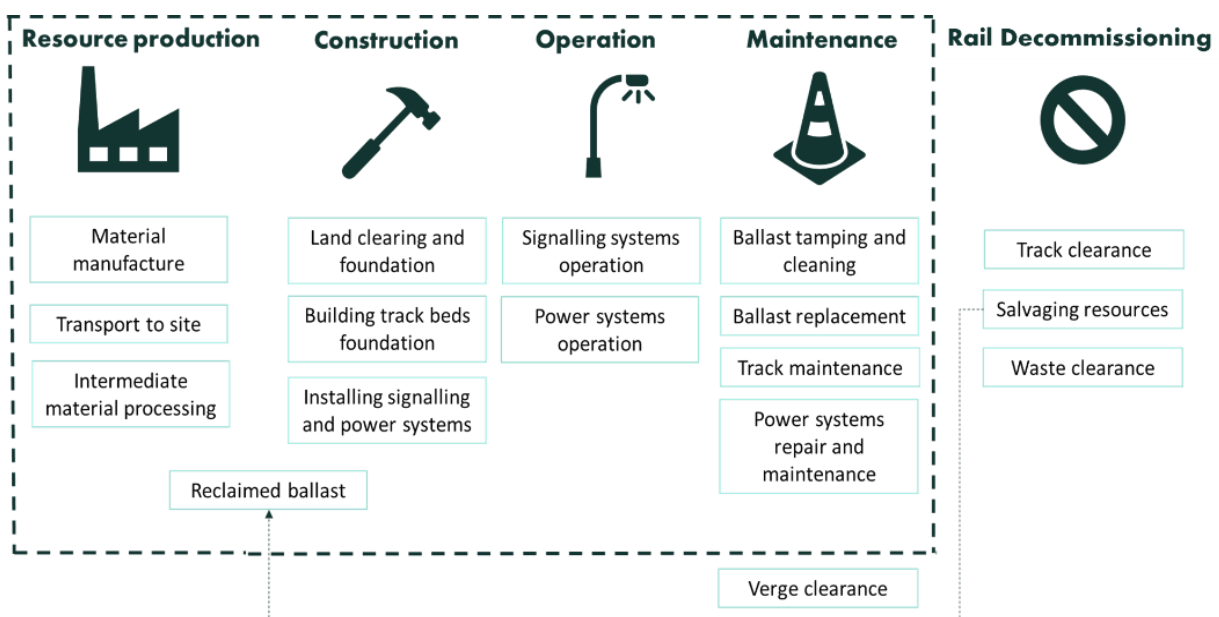 Resource production
Construction
Operation
Maintenance
Rail Decommissioning
Material
manufacture
Transport to site
Intermediate
material processing
Land clearing and
foundation
Building track beds
foundation
Installing signalling
and power systems
Reclaimed ballast
Signalling systems
operation
Power systems
operation
Ballast tamping and
cleaning
Ballast replacement
Track maintenance
Power systems
repair and
maintenance
Verge clearance
Track clearance
Salvaging resources
Waste clearance